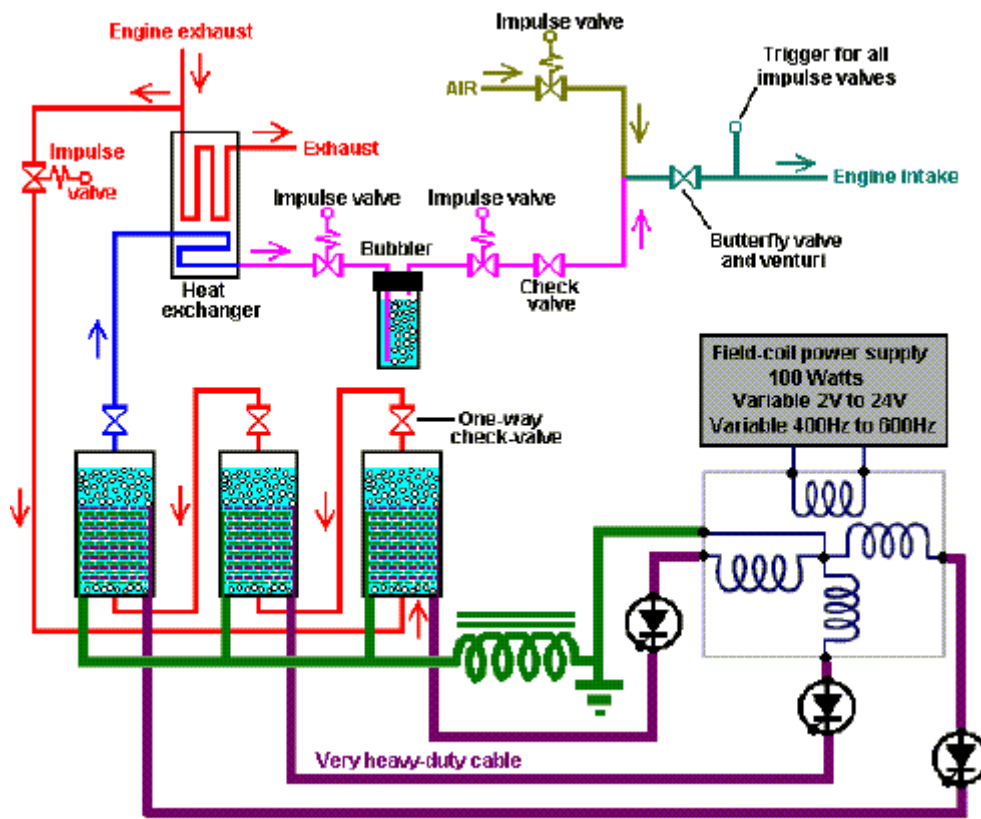 Engine exhaust
Impulse valve
Trigger for all
impulse valves
AIR
Exhaust
Impulse
valve
Engine intake
Impulse valve
Impulse valve
Bubbler
Butterfly valve
and venturi
Heat
exchanger
Check
valve
Field-coil power supply
100 Watts
Variable 2V to 24V
Variable 400Hz to 600Hz
One-way
check-valve
Very heavy-duty cable